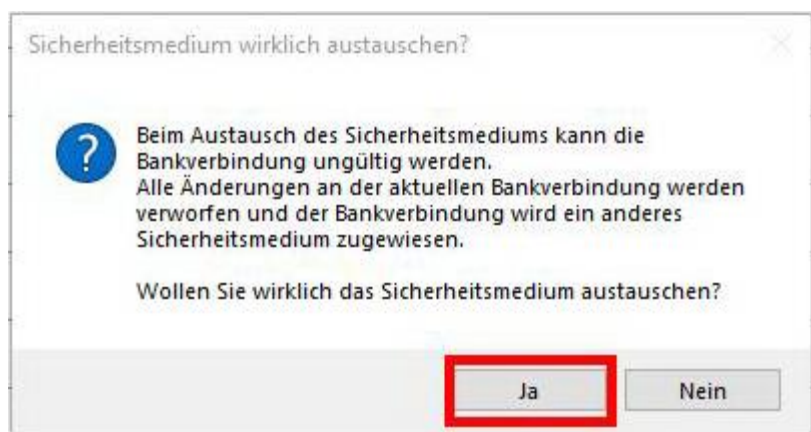 Sicherheitsmedium wirklich austauschen?
Beim Austausch des Sicherheitsmediums kann die
Bankverbindung ungültig werden.
Alle Änderungen an der aktuellen Bankverbindung werden
verworfen und der Bankverbindung wird ein anderes
Sicherheitsmedium zugewiesen.
Wollen Sie wirklich das Sicherheitsmedium austauschen?
Ja Nein